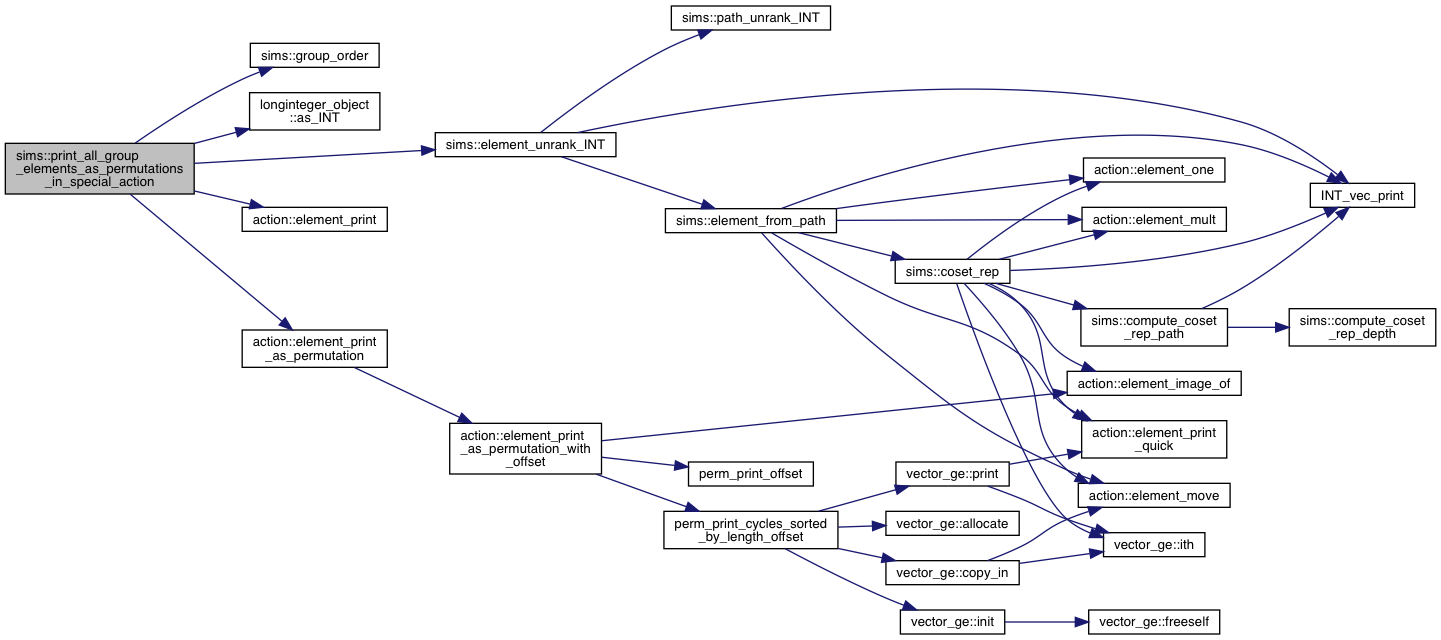 sims::print_all_group
_elements_as_permutations
_in_special_action
sims::group_order
longinteger_object
::as_INT
action::element_print
action::element_print
_as_permutation
sims::element_unrank_INT
action::element_print
_as_permutation_with
_offset
sims::path_unrank_INT
sims::element_from_path
perm_print_offset
perm_print_cycles_sorted
_by_length_offset
sims::coset_rep
vector_ge::print
vector_ge::allocate
vector_ge::copy_in
vector_ge::init
action::element_one
action::element_mult
sims::compute_coset
_rep_path
action::element_image_of
action::element_print
_quick
action::element_move
vector_ge::ith
vector_ge::freeself
INT_vec_print
sims::compute_coset
_rep_depth